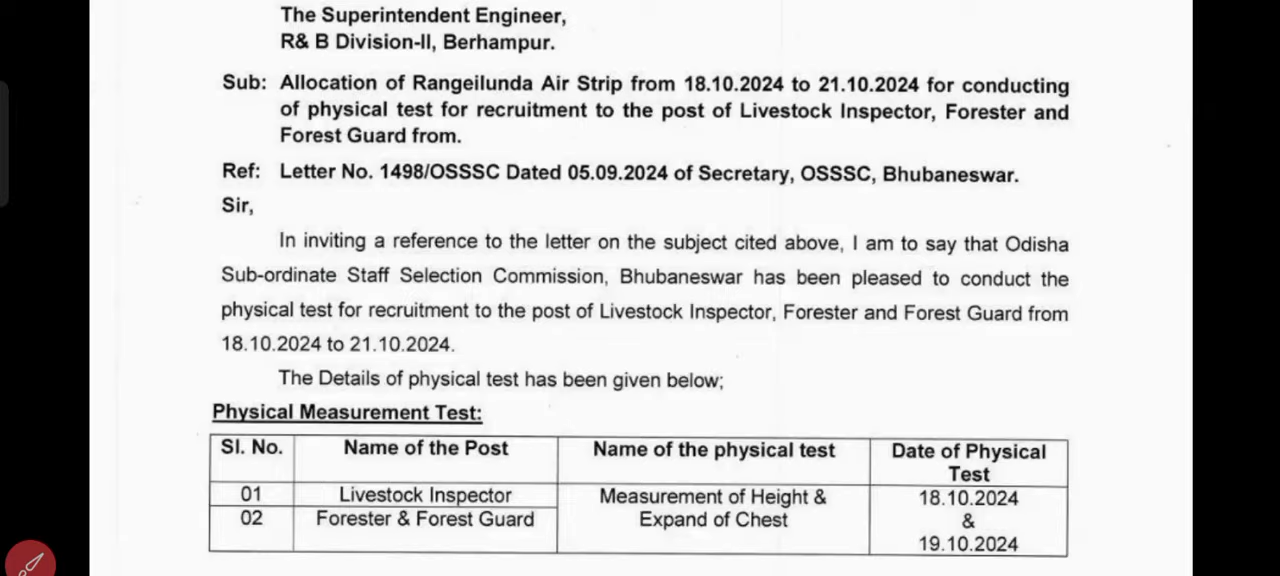 The Superintendent Engineer,
R& B Division-II, Berhampur.
Sub: Allocation of Rangeilunda Air Strip from 18.10.2024 to 21.10.2024 for conducting
of physical test for recruitment to the post of Livestock Inspector, Forester and
Forest Guard from.
Ref: Letter No. 1498/OSSSC Dated 05.09.2024 of Secretary, OSSSC, Bhubaneswar.
Sir,
In inviting a reference to the letter on the subject cited above, I am to say that Odisha
Sub-ordinate Staff Selection Commission, Bhubaneswar has been pleased to conduct the
physical test for recruitment to the post of Livestock Inspector, Forester and Forest Guard from
18.10.2024 to 21.10.2024.
The Details of physical test has been given below;
Physical Measurement Test:
Sl. No. Name of the Post Name of the physical test Date of Physical
Test
01 Livestock Inspector Measurement of Height & 18.10.2024
02 Forester & Forest Guard Expand of Chest &
19.10.2024